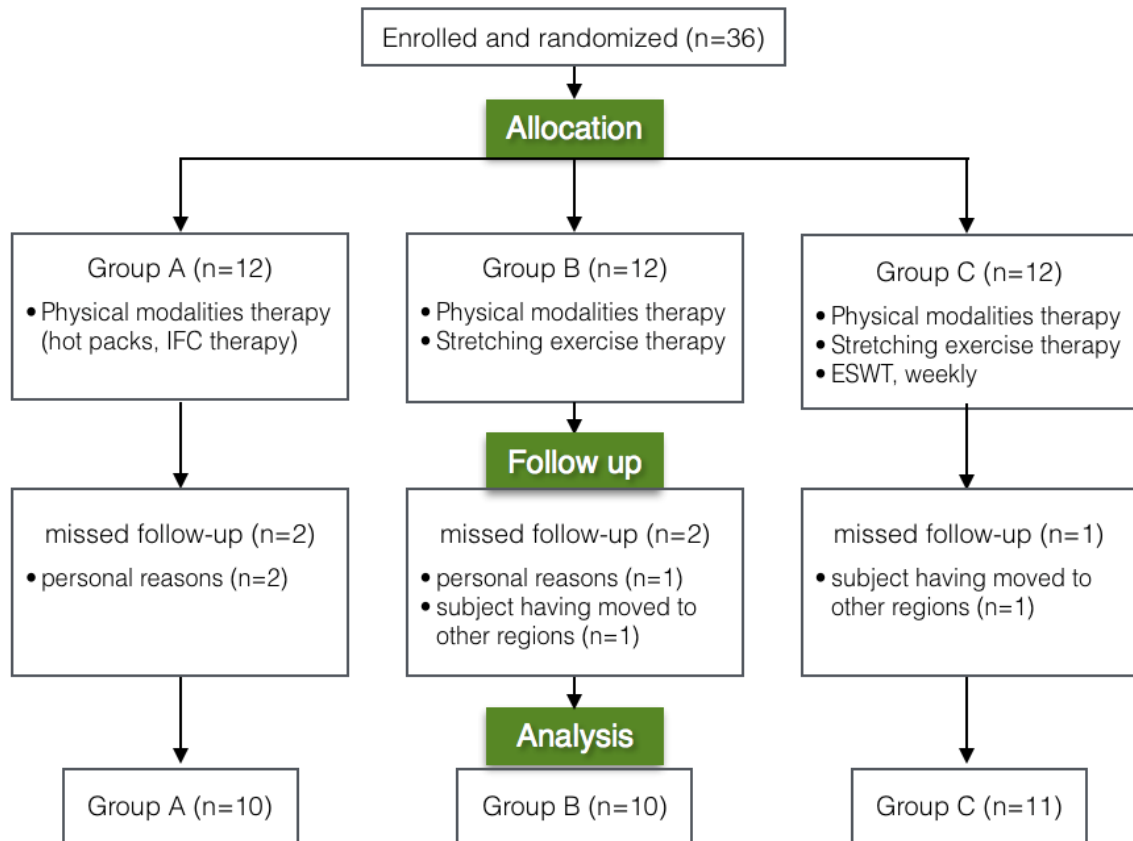 Enrolled and randomized (n=36)
Allocation
Group A (n=12)
• Physical modalities therapy
(hot packs, IFC therapy)
Group B (n=12)
• Physical modalities therapy
• Stretching exercise therapy
Group C (n=12)
• Physical modalities therapy
• Stretching exercise therapy
• ESWT, weekly
Follow up
missed follow-up (n=2)
• personal reasons (n=2)
missed follow-up (n=2)
• personal reasons (n=1)
• subject having moved to
other regions (n=1)
missed follow-up (n=1)
• subject having moved to
other regions (n=1)
Analysis
Group A (n=10)
Group B (n=10)
Group C (n=11)